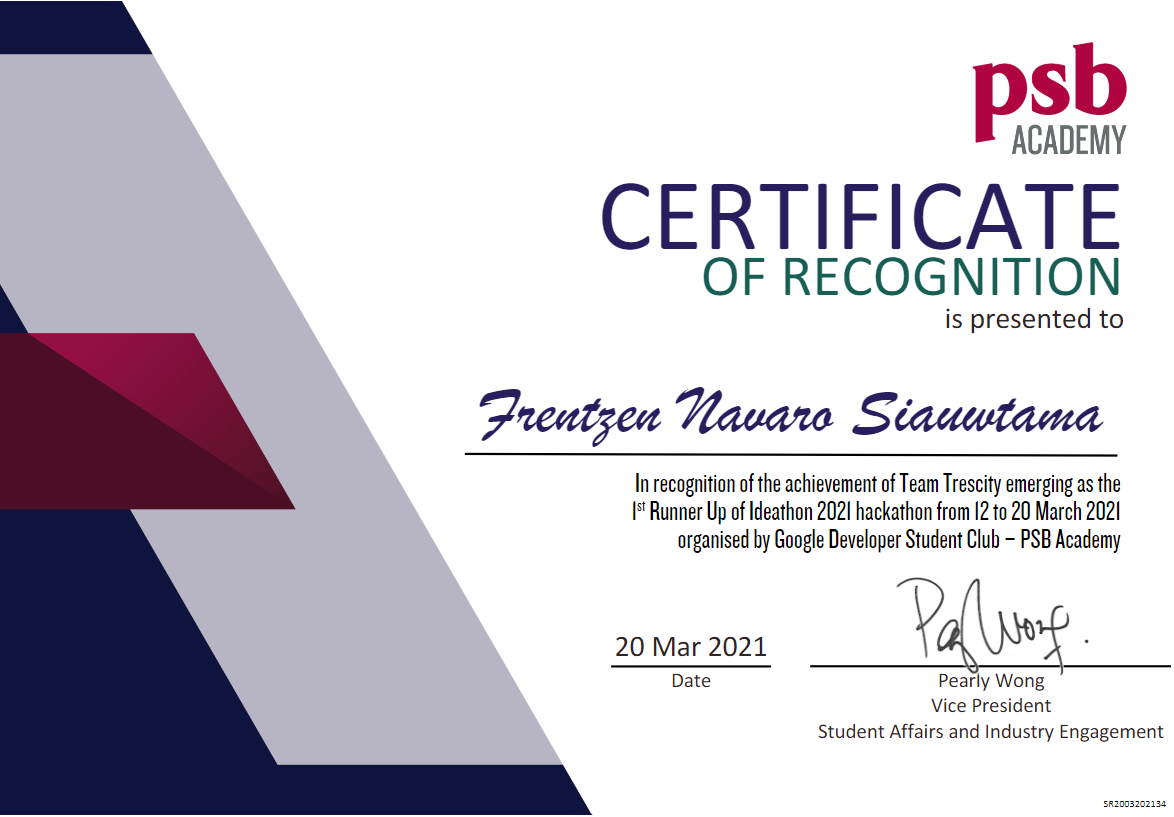 psb
ACADEMY
CERTIFICATE
OF RECOGNITION
is presented to
Frentzen Navaro Siauwtama
In recognition of the achievement of Team Trescity emerging as the
1st Runner Up of Ideathon 2021 hackathon from 12 to 20 March 2021
organised by Google Developer Student Club – PSB Academy
20 Mar 2021
Date
Pearly Wong
Vice President
Student Affairs and Industry Engagement
SR2003202134